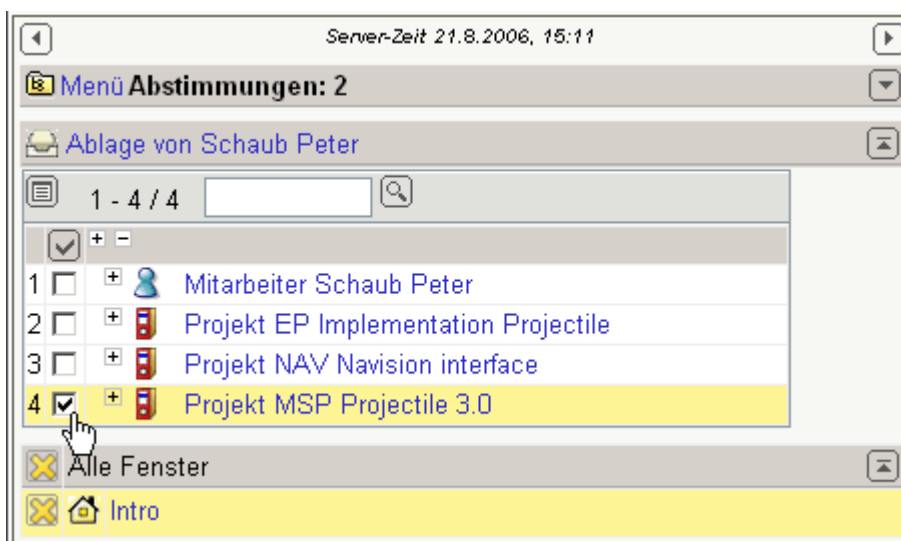 Server-Zeit 21.8.2006, 15:11
Menü Abstimmungen: 2
Ablage von Schaub Peter
1 - 4 / 4
1 Mitarbeiter Schaub Peter
2 Projekt EP Implementation Projectile
3 Projekt NAV Navision interface
4 Projekt MSP Projectile 3.0
Alle Fenster
Intro